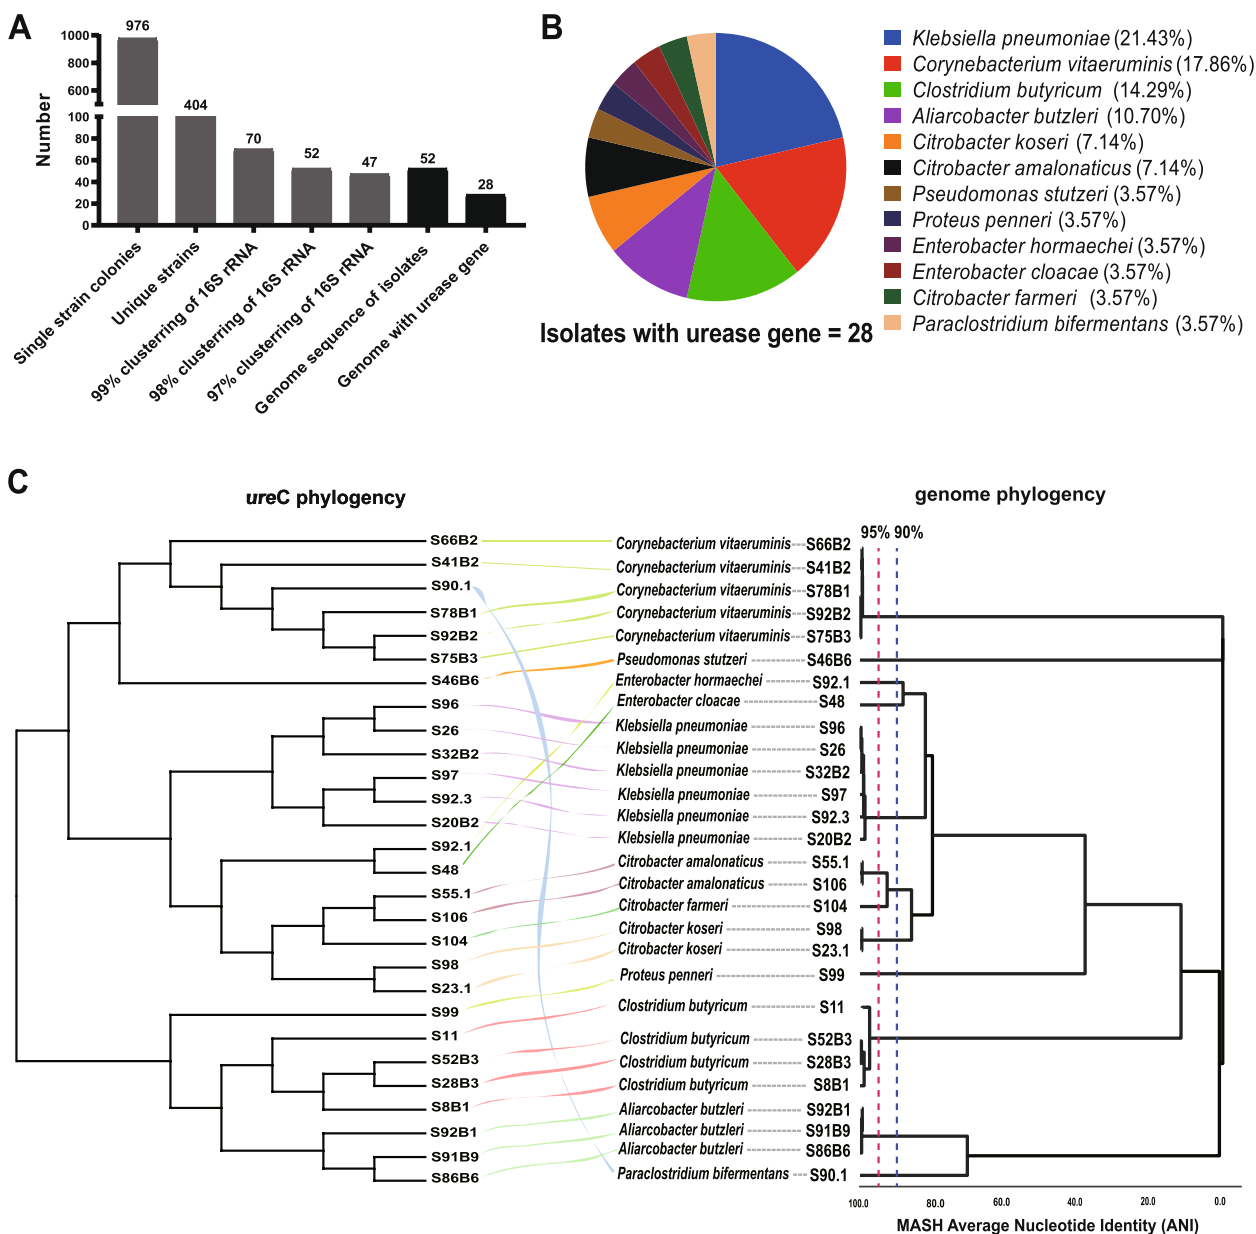 A
976
1000
800
600
404
100
80
60
40
20
0
70
52
47
52
28
Number
Single strain colonies
Unique strains
99% clusterring of 16S rRNA
98% clusterring of 16S rRNA
97% clusterring of 16S rRNA
Genome sequence of isolates
Genome with urease gene
B
Klebsiella pneumoniae (21.43%)
Corynebacterium vitaeruminis (17.86%)
Clostridium butyricum (14.29%)
Aliarcobacter butzleri (10.70%)
Citrobacter koseri (7.14%)
Citrobacter amalonaticus (7.14%)
Pseudomonas stutzeri (3.57%)
Proteus penneri (3.57%)
Enterobacter hormaechei (3.57%)
Enterobacter cloacae (3.57%)
Citrobacter farmeri (3.57%)
Paraclostridium bifermentans (3.57%)
Isolates with urease gene = 28
C
ureC phylogency
S66B2
S41B2
S90.1
S78B1
S92B2
S75B3
S46B6
S96
S26
S32B2
S97
S92.3
S20B2
S92.1
S48
S55.1
S106
S104
S98
S23.1
S99
S11
S52B3
S28B3
S8B1
S92B1
S91B9
S86B6
genome phylogency
95% 90%
Corynebacterium vitaeruminis S66B2
Corynebacterium vitaeruminis S41B2
Corynebacterium vitaeruminis S78B1
Corynebacterium vitaeruminis S92B2
Corynebacterium vitaeruminis S75B3
Pseudomonas stutzeri S46B6
Enterobacter hormaechei S92.1
Enterobacter cloacae S48
Klebsiella pneumoniae S96
Klebsiella pneumoniae S26
Klebsiella pneumoniae S32B2
Klebsiella pneumoniae S97
Klebsiella pneumoniae S92.3
Klebsiella pneumoniae S20B2
Citrobacter amalonaticus S55.1
Citrobacter amalonaticus S106
Citrobacter farmeri S104
Citrobacter koseri S98
Citrobacter koseri S23.1
Proteus penneri S99
Clostridium butyricum S11
Clostridium butyricum S52B3
Clostridium butyricum S28B3
Clostridium butyricum S8B1
Aliarcobacter butzleri S92B1
Aliarcobacter butzleri S91B9
Aliarcobacter butzleri S86B6
Paraclostridium bifermentans S90.1
100.0 80.0 60.0 40.0 20.0 0.0
MASH Average Nucleotide Identity (ANI)